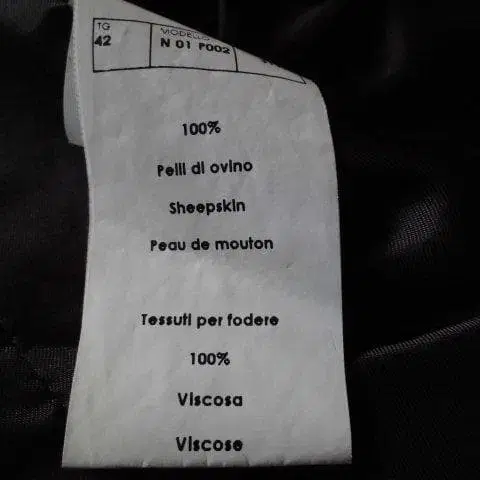 TG
42
MODELLO
N 01 P002
100%
Pelli di ovino
Sheepskin
Peau de mouton
Tessuti per fodere
100%
Viscosa
Viscose